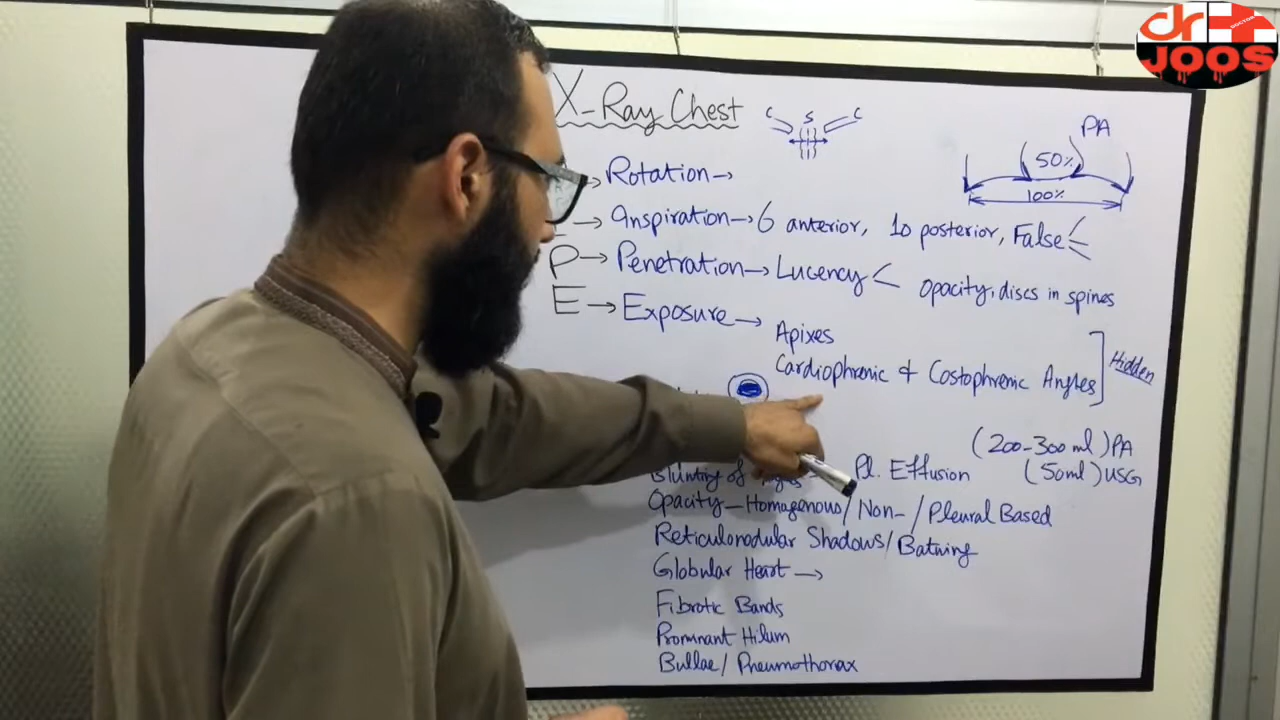 dr DOCTOR
JOOS
X-Ray Chest
C S C
PA
50%
100%
→ Rotation →
→ Inspiration → 6 anterior, 10 posterior, False <
P → Penetration → Lucency < Opacity, discs in spines
E → Exposure → Apixes
Cardiophrenic & Costophrenic Angles ] Hidden
(200-300 ml) PA
Blunting of Pl. Effusion (50ml) USG
Opacity - Homogenous / Non- / Pleural Based
Reticulonodular Shadows / Batwing
Globular Heart →
Fibrotic Bands
Prominant Hilum
Bullae / Pneumothorax